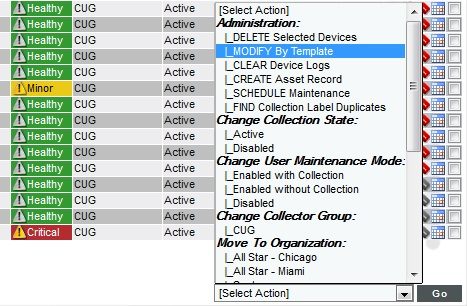 Healthy CUG Active
Healthy CUG Active
Healthy CUG Active
Healthy CUG Active
Healthy CUG Active
Minor CUG Active
Healthy CUG Active
Healthy CUG Active
Healthy CUG Active
Healthy CUG Active
Healthy CUG Active
Healthy CUG Active
Healthy CUG Active
Healthy CUG Active
Critical CUG Active
[Select Action]
Administration:
|_DELETE Selected Devices
|_MODIFY By Template
|_CLEAR Device Logs
|_CREATE Asset Record
|_SCHEDULE Maintenance
|_FIND Collection Label Duplicates
Change Collection State:
|_Active
|_Disabled
Change User Maintenance Mode:
|_Enabled with Collection
|_Enabled without Collection
|_Disabled
Change Collector Group:
|_CUG
Move To Organization:
|_All Star - Chicago
|_All Star - Miami
[Select Action]
Go